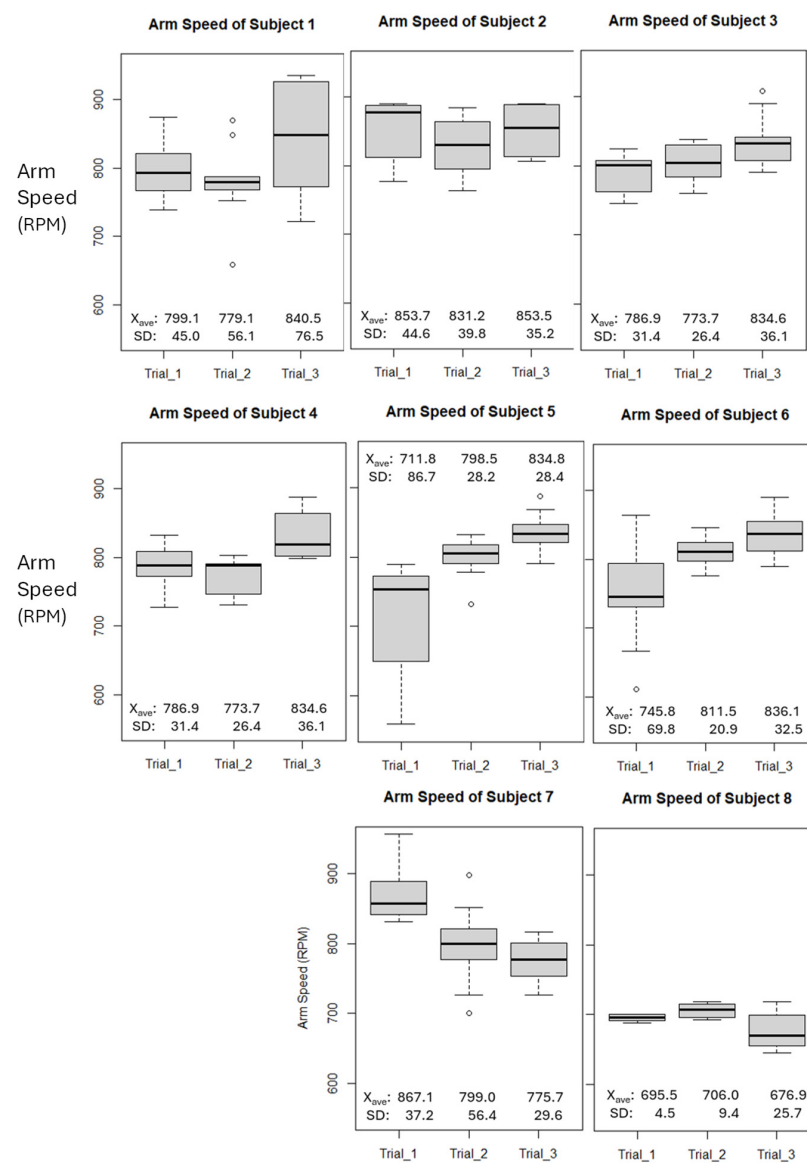 Arm Speed of Subject 1
Arm Speed of Subject 2
Arm Speed of Subject 3
Arm
Speed
(RPM)
900
800
700
600
Xave: 799.1 779.1 840.5
SD: 45.0 56.1 76.5
Trial_1 Trial_2 Trial_3
Xave: 853.7 831.2 853.5
SD: 44.6 39.8 35.2
Trial_1 Trial_2 Trial_3
Xave: 786.9 773.7 834.6
SD: 31.4 26.4 36.1
Trial_1 Trial_2 Trial_3
Arm Speed of Subject 4
Arm Speed of Subject 5
Arm Speed of Subject 6
Arm
Speed
(RPM)
900
800
700
600
Xave: 786.9 773.7 834.6
SD: 31.4 26.4 36.1
Trial_1 Trial_2 Trial_3
Xave: 711.8 798.5 834.8
SD: 86.7 28.2 28.4
Trial_1 Trial_2 Trial_3
Xave: 745.8 811.5 836.1
SD: 69.8 20.9 32.5
Trial_1 Trial_2 Trial_3
Arm Speed of Subject 7
Arm Speed of Subject 8
Arm Speed (RPM)
900
800
700
600
Xave: 867.1 799.0 775.7
SD: 37.2 56.4 29.6
Trial_1 Trial_2 Trial_3
Xave: 695.5 706.0 676.9
SD: 4.5 9.4 25.7
Trial_1 Trial_2 Trial_3